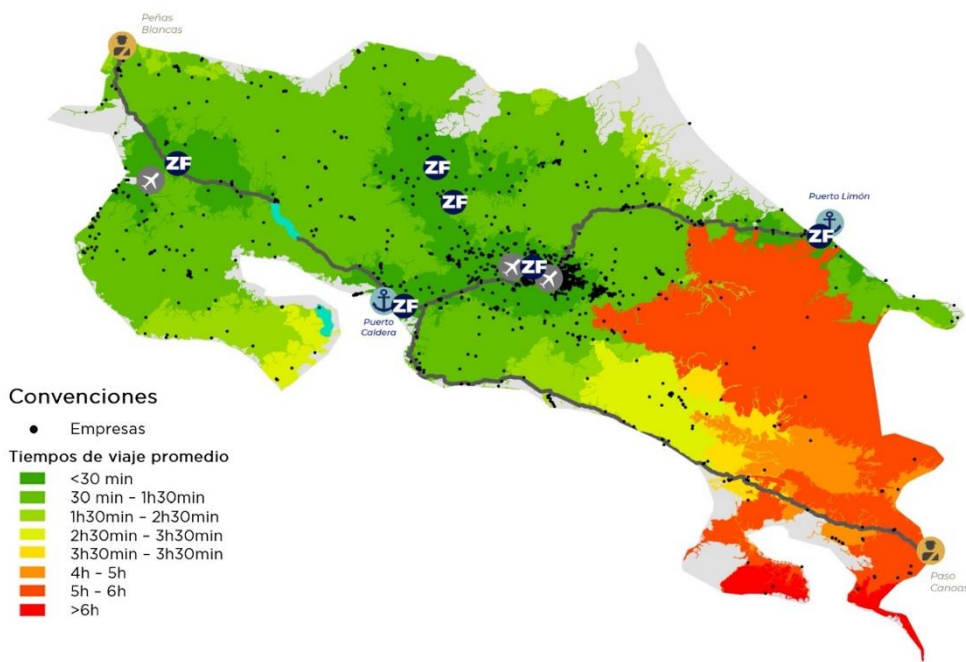 Peñas
Blancas
ZF
ZF
ZF
Puerto Limón
ZF
ZF
ZF
Puerto
Caldera
Convenciones
Empresas
Tiempos de viaje promedio
<30 min
30 min – 1h30min
1h30min – 2h30min
2h30min – 3h30min
3h30min – 3h30min
4h – 5h
5h – 6h
>6h
Paso
Canoas